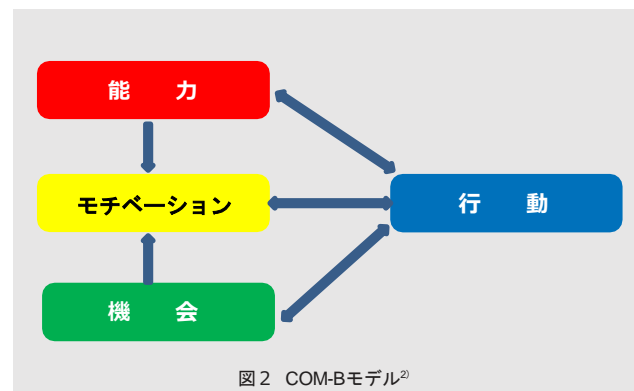 能　力
モチベーション
行　動
機　会
図2 COM-Bモデル2)